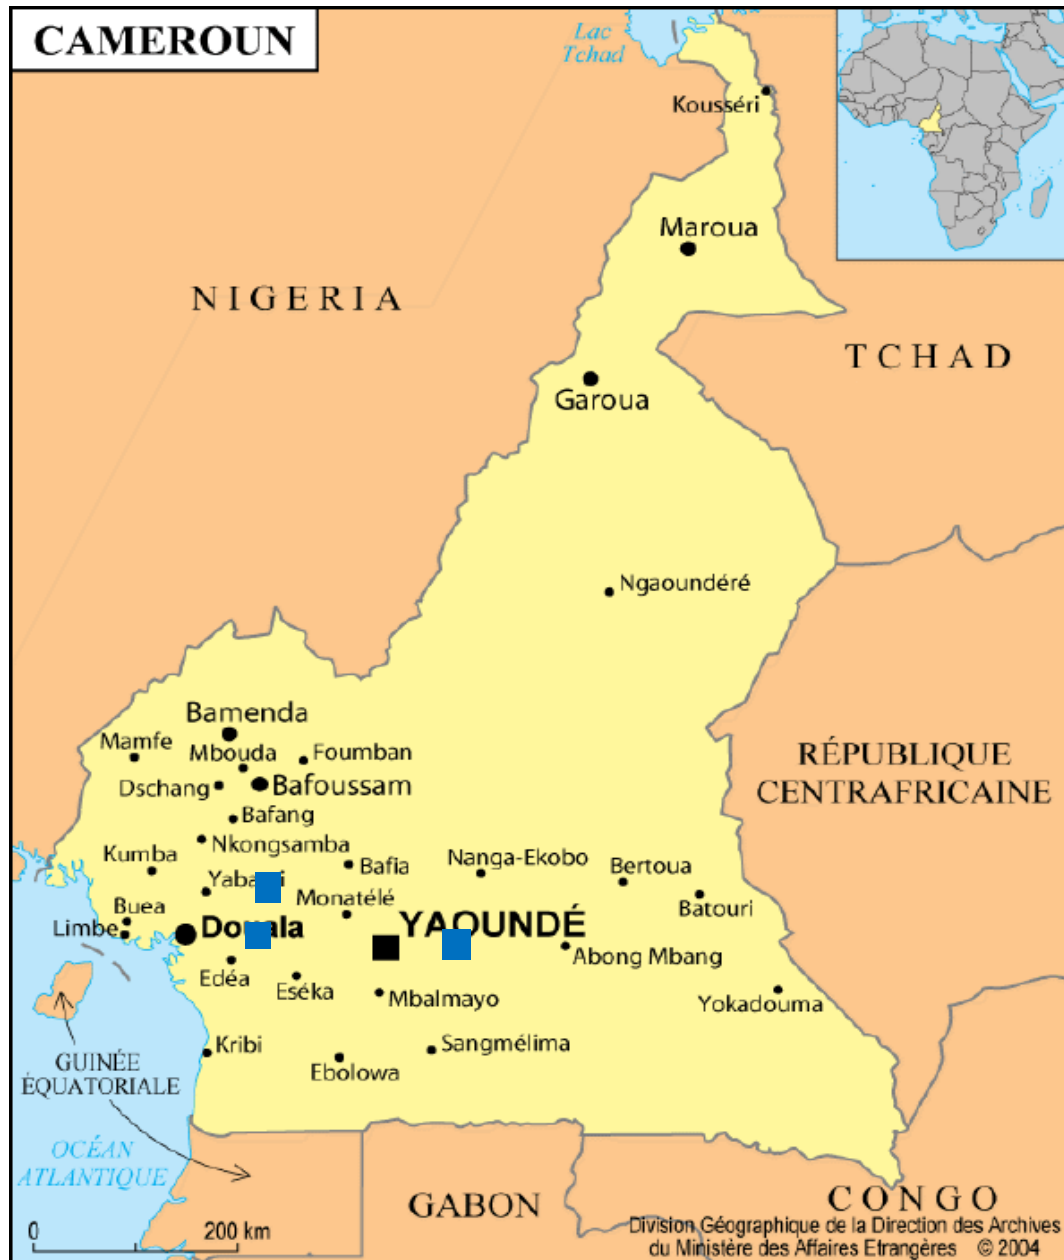 CAMEROUN
Lac
Tchad
Kousséri
Maroua
NIGERIA
TCHAD
Garoua
Ngaoundéré
Bamenda
Mamfe
Mbouda
Foumban
Dschang
Bafoussam
Bafang
RÉPUBLIQUE
CENTRAFRICAINE
Nkongsamba
Kumba
Bafia
Nanga-Ekobo
Bertoua
Monatélé
Batouri
Buea
Limbe
Douala
YAOUNDÉ
Abong Mbang
Edéa
Eséka
Mbalmayo
Yokadouma
Kribi
Sangmélima
Ebolowa
GUINÉE
ÉQUATORIALE
OCÉAN
ATLANTIQUE
GABON
CONGO
0 200 km
Division Géographique de la Direction des Archives
du Ministère des Affaires Etrangères © 2004